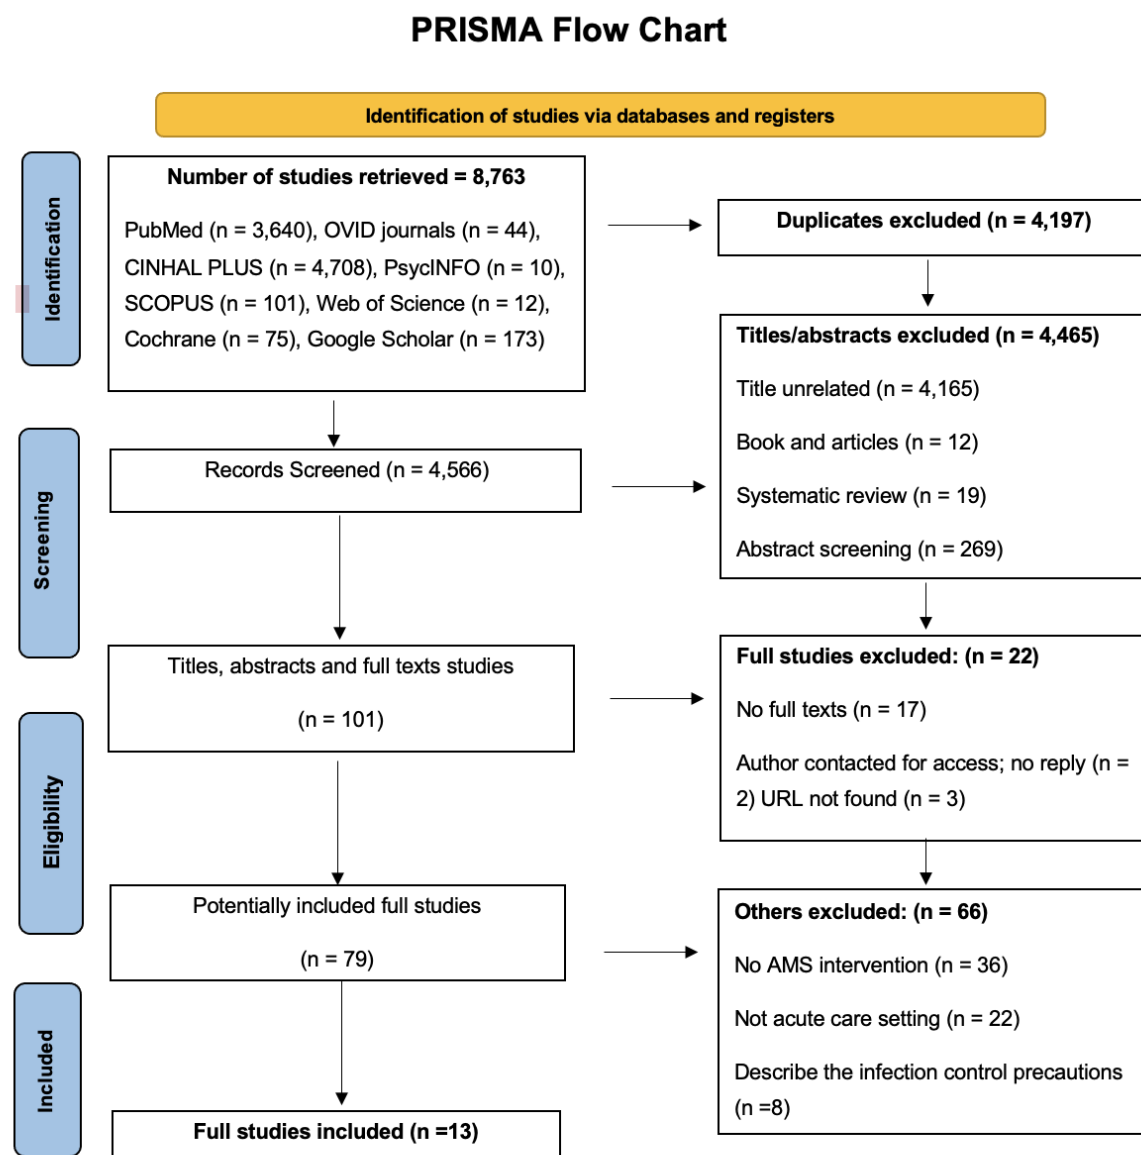 PRISMA Flow Chart
Identification of studies via databases and registers
Identification
Number of studies retrieved = 8,763
PubMed (n = 3,640), OVID journals (n = 44),
CINHAL PLUS (n = 4,708), PsycINFO (n = 10),
SCOPUS (n = 101), Web of Science (n = 12),
Cochrane (n = 75), Google Scholar (n = 173)
Duplicates excluded (n = 4,197)
Screening
Records Screened (n = 4,566)
Titles/abstracts excluded (n = 4,465)
Title unrelated (n = 4,165)
Book and articles (n = 12)
Systematic review (n = 19)
Abstract screening (n = 269)
Titles, abstracts and full texts studies
(n = 101)
Full studies excluded: (n = 22)
No full texts (n = 17)
Author contacted for access; no reply (n =
2) URL not found (n = 3)
Eligibility
Potentially included full studies
(n = 79)
Others excluded: (n = 66)
No AMS intervention (n = 36)
Not acute care setting (n = 22)
Describe the infection control precautions
(n =8)
Included
Full studies included (n =13)